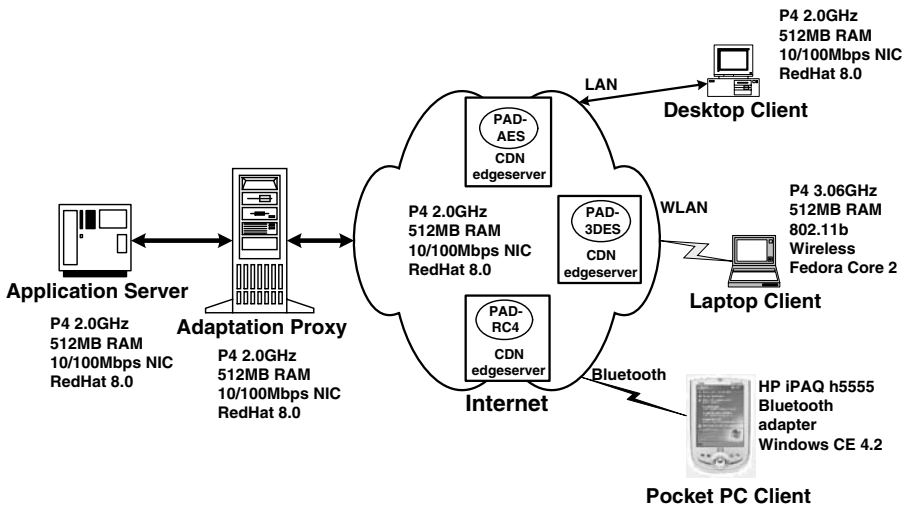 P4 2.0GHz
512MB RAM
10/100Mbps NIC
RedHat 8.0
LAN
Desktop Client
PAD-
AES
CDN
edgeserver
P4 2.0GHz
512MB RAM
10/100Mbps NIC
RedHat 8.0
PAD-
3DES
CDN
edgeserver
WLAN
P4 3.06GHz
512MB RAM
802.11b
Wireless
Fedora Core 2
Laptop Client
Application Server
P4 2.0GHz
512MB RAM
10/100Mbps NIC
RedHat 8.0
Adaptation Proxy
P4 2.0GHz
512MB RAM
10/100Mbps NIC
RedHat 8.0
PAD-
RC4
CDN
edgeserver
Internet
Bluetooth
HP iPAQ h5555
Bluetooth
adapter
Windows CE 4.2
Pocket PC Client